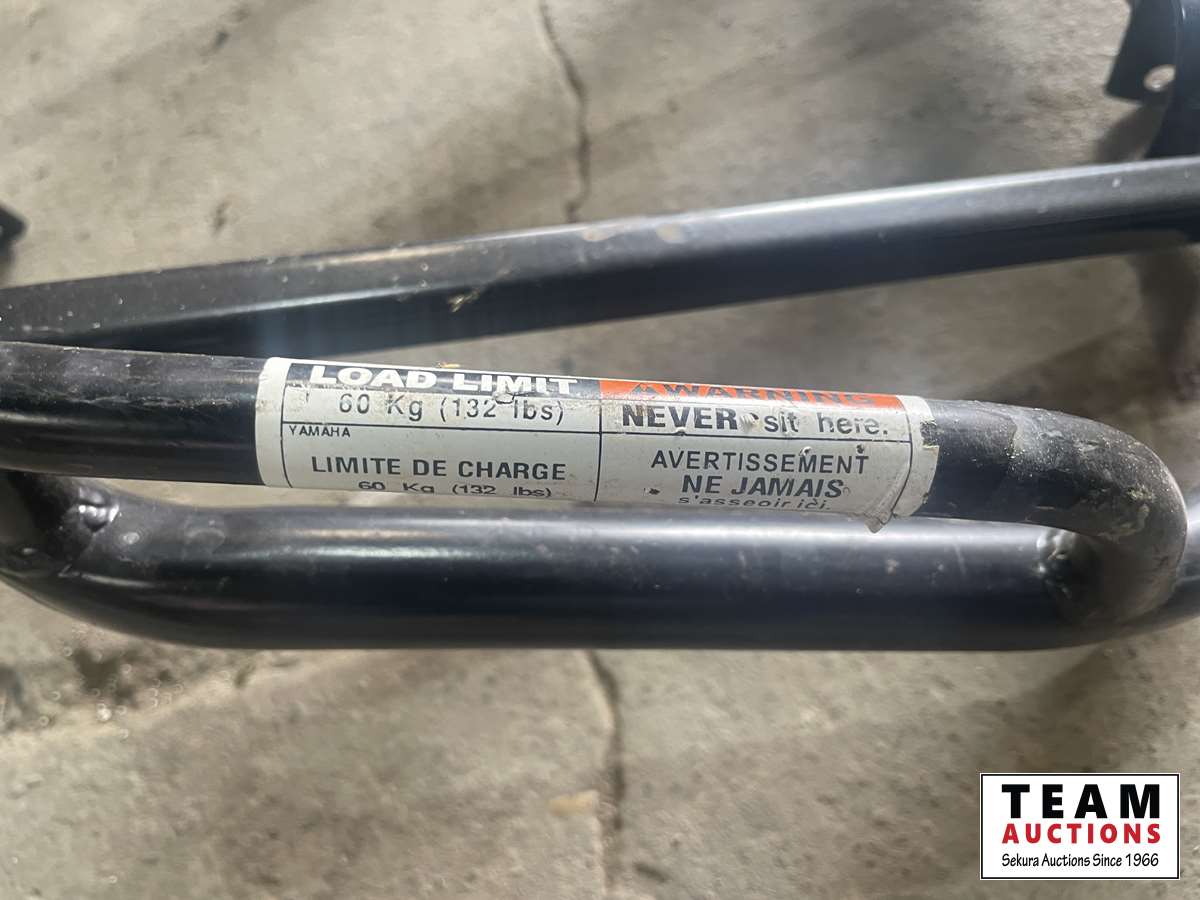 LOAD LIMIT
60 Kg (132 lbs)
YAMAHA
LIMITE DE CHARGE
60 Kg (132 lbs)
WARNING
NEVER sit here.
AVERTISSEMENT
NE JAMAIS
s'asseoir ici.
TEAM
AUCTIONS
Sekura Auctions Since 1966